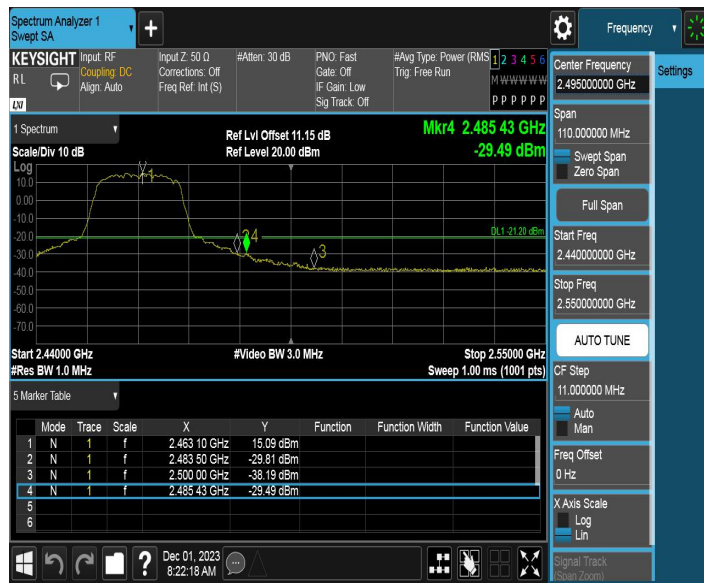 Spectrum Analyzer 1
Swept SA
+
Frequency
KEYSIGHT
RL
LXI
Input: RF
Coupling: DC
Align: Auto
Input Z: 50 Ω
Corrections: Off
Freq Ref: Int (S)
#Atten: 30 dB
PNO: Fast
Gate: Off
IF Gain: Low
Sig Track: Off
#Avg Type: Power (RMS
Trig: Free Run
1 2 3 4 5 6
M W W W W W
P P P P P P
1 Spectrum
Scale/Div 10 dB
Ref Lvl Offset 11.15 dB
Ref Level 20.00 dBm
Mkr4 2.485 43 GHz
-29.49 dBm
Log
10.0
0.00
-10.0
-20.0
-30.0
-40.0
-50.0
-60.0
-70.0
1
2 4
3
DL1 -21.20 dBm
Start 2.44000 GHz
#Res BW 1.0 MHz
#Video BW 3.0 MHz
Stop 2.55000 GHz
Sweep 1.00 ms (1001 pts)
5 Marker Table
Mode Trace Scale X Y Function Function Width Function Value
1 N 1 f 2.463 10 GHz 15.09 dBm
2 N 1 f 2.483 50 GHz -29.81 dBm
3 N 1 f 2.500 00 GHz -38.19 dBm
4 N 1 f 2.485 43 GHz -29.49 dBm
5
6
? Dec 01, 2023
8:22:18 AM
Center Frequency
2.495000000 GHz
Span
110.000000 MHz
Swept Span
Zero Span
Full Span
Start Freq
2.440000000 GHz
Stop Freq
2.550000000 GHz
AUTO TUNE
CF Step
11.000000 MHz
Auto
Man
Freq Offset
0 Hz
X Axis Scale
Log
Lin
Signal Track
(Span Zoom)
Settings